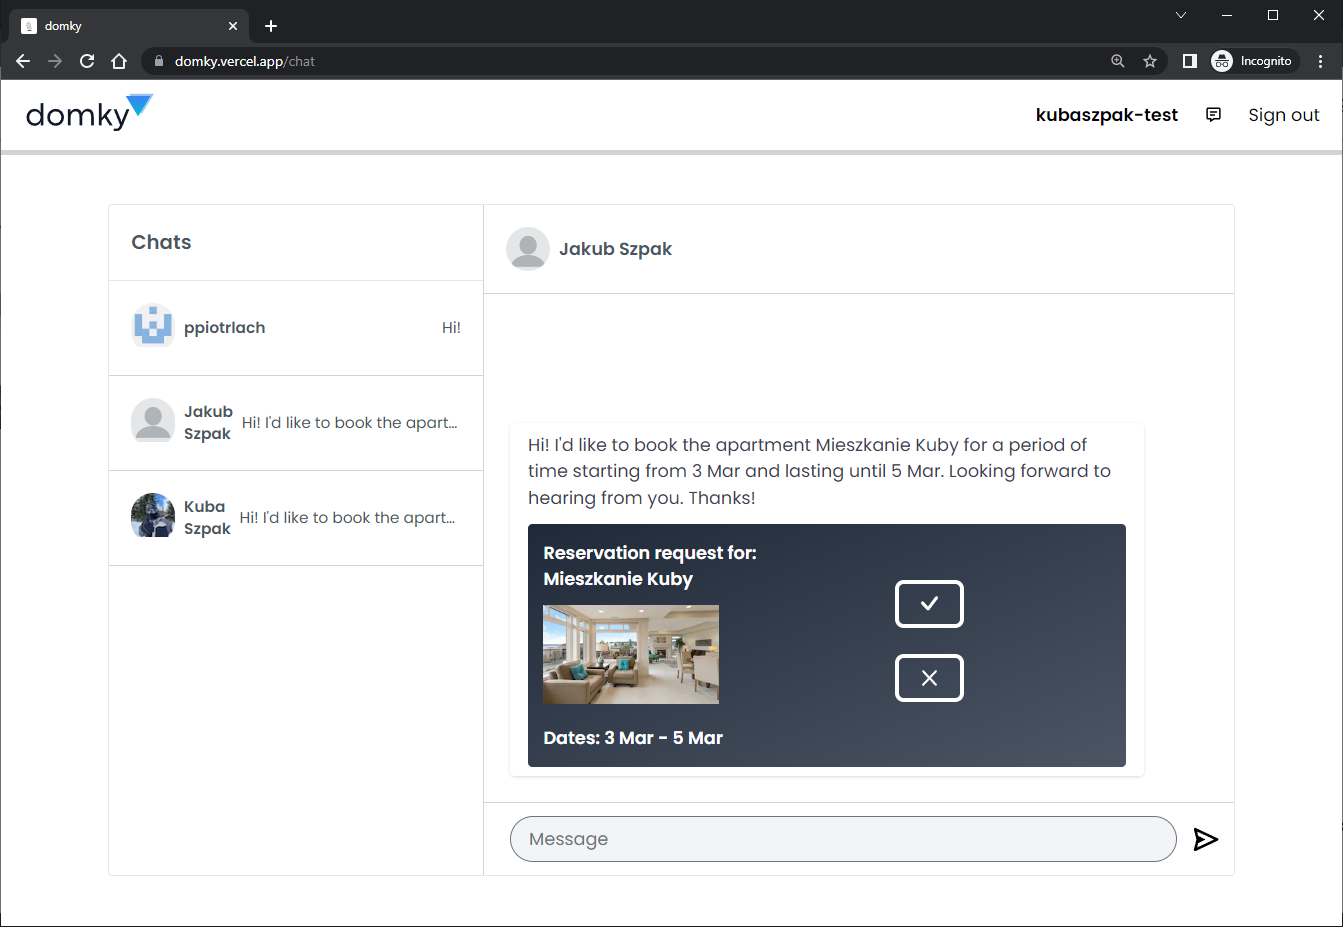 domky
domky.vercel.app/chat
Incognito
domky
kubaszpak-test
Sign out
Chats
ppiotrlach
Hi!
Jakub
Szpak
Hi! I'd like to book the apart...
Kuba
Szpak
Hi! I'd like to book the apart...
Jakub Szpak
Hi! I'd like to book the apartment Mieszkanie Kuby for a period of
time starting from 3 Mar and lasting until 5 Mar. Looking forward to
hearing from you. Thanks!
Reservation request for:
Mieszkanie Kuby
Dates: 3 Mar - 5 Mar
Message